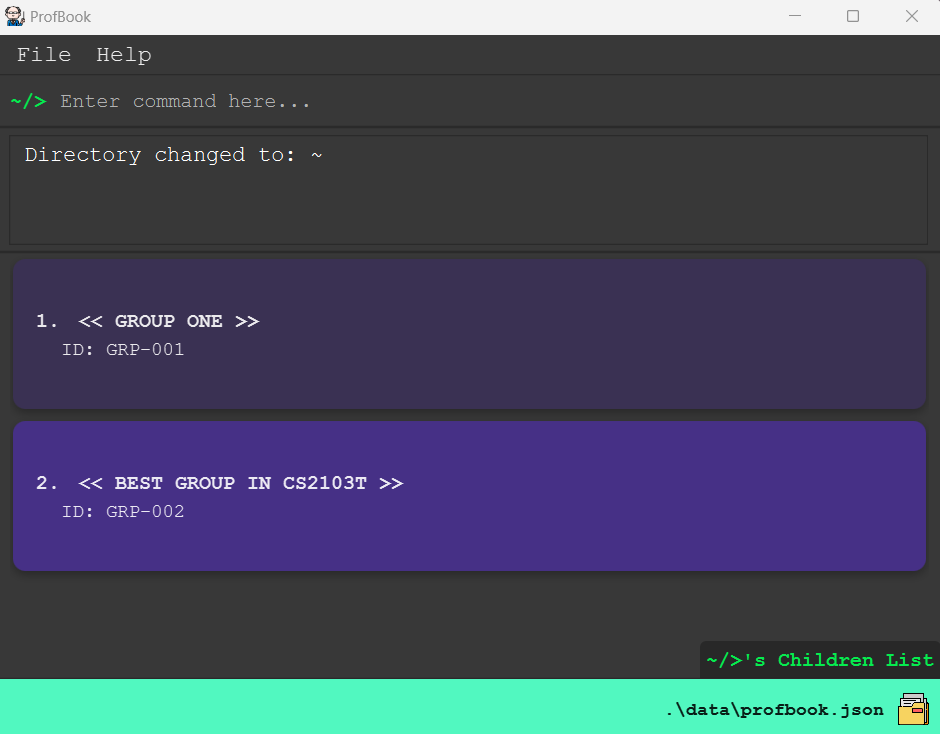 ProfBook
File Help
~/> Enter command here...
Directory changed to: ~
1. << GROUP ONE >>
ID: GRP-001
2. << BEST GROUP IN CS2103T >>
ID: GRP-002
~/>'s Children List
.\data\profbook.json